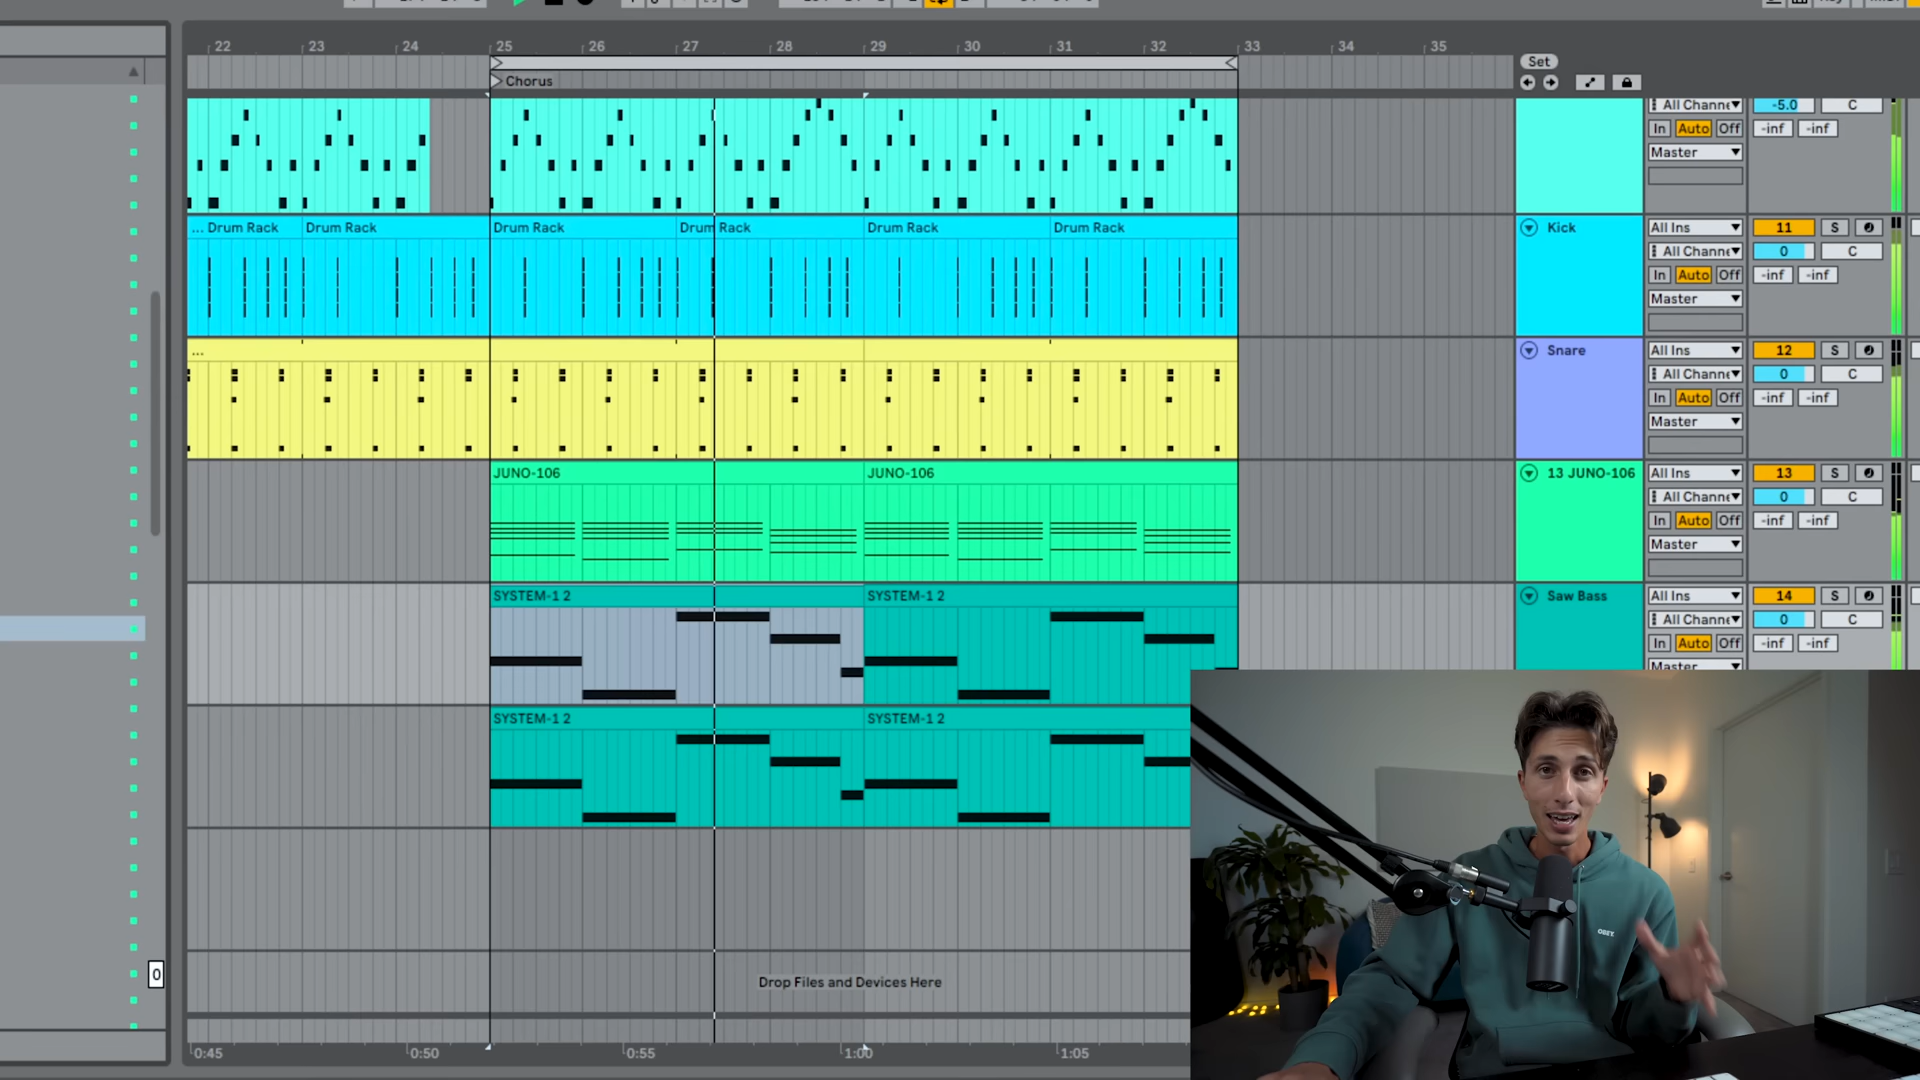 22 23 24 25 26 27 28 29 30 31 32 33 34 35
Set
Chorus
All Channe -5.0 C
In Auto Off -inf -inf
Master
... Drum Rack Drum Rack Drum Rack Drum Rack Drum Rack Drum Rack
Kick All Ins 11 S
All Channe 0 C
In Auto Off -inf -inf
Master
...
Snare All Ins 12 S
All Channe 0 C
In Auto Off -inf -inf
Master
JUNO-106 JUNO-106
13 JUNO-106 All Ins 13 S
All Channe 0 C
In Auto Off -inf -inf
Master
SYSTEM-1 2 SYSTEM-1 2
Saw Bass All Ins 14 S
All Channe 0 C
In Auto Off -inf -inf
Master
SYSTEM-1 2 SYSTEM-1 2
OBEY
0
Drop Files and Devices Here
0:45 0:50 0:55 1:00 1:05